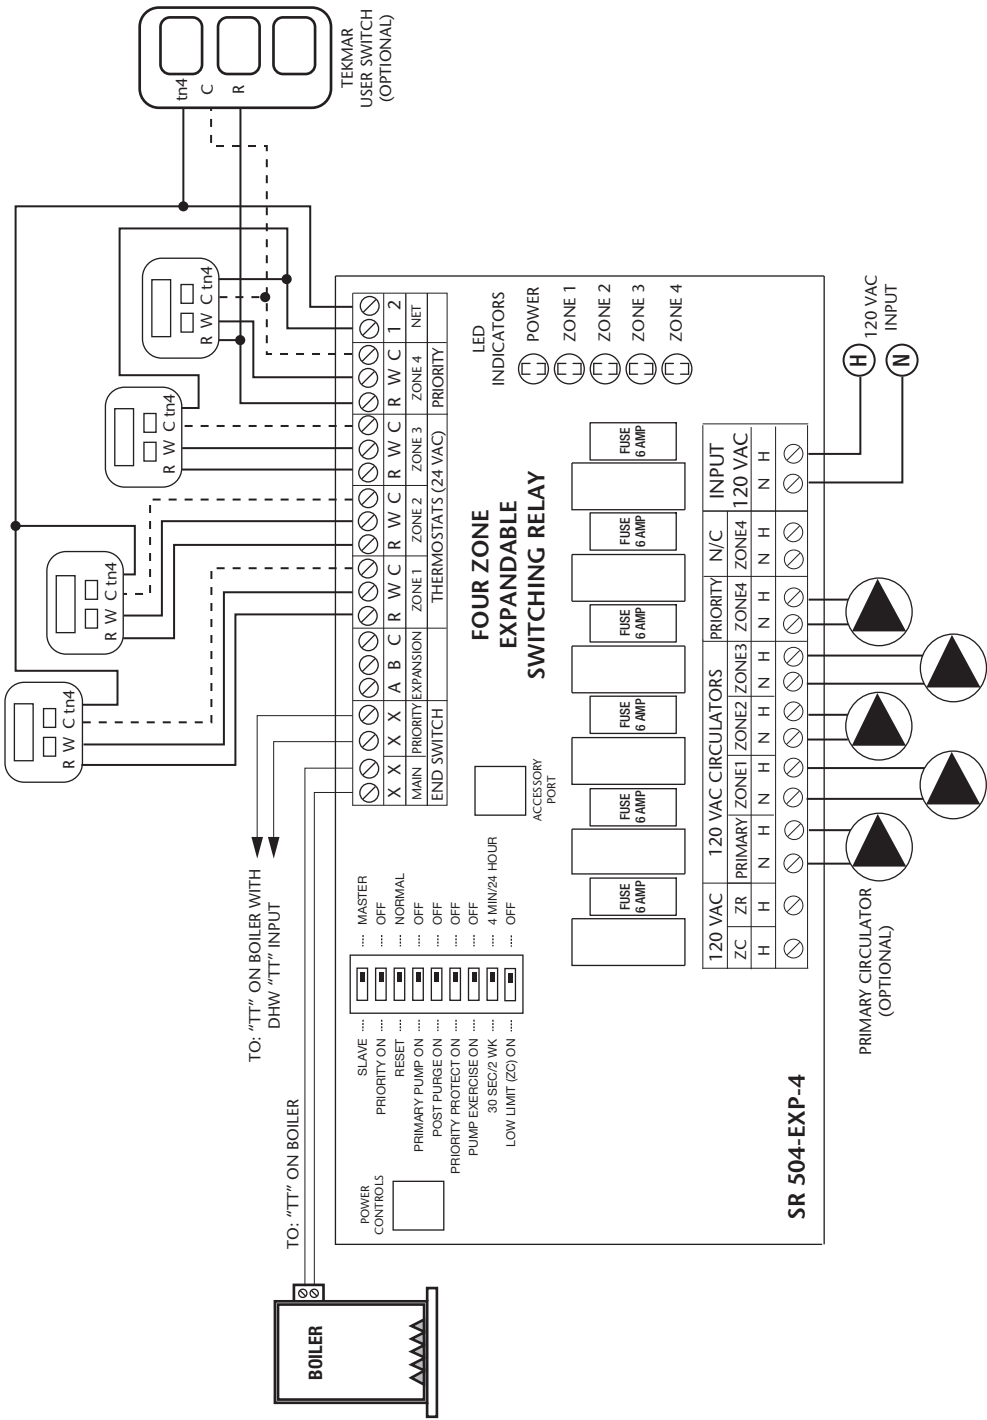 TO: "TT" ON BOILER
TO: "TT" ON BOILER WITH
DHW "TT" INPUT
BOILER
R W C tn4
R W C tn4
R W C tn4
R W C tn4
tn4
C
R
TEKMAR
USER SWITCH
(OPTIONAL)
POWER
CONTROLS
SLAVE ···· ···· MASTER
PRIORITY ON ···· ···· OFF
RESET ···· ···· NORMAL
PRIMARY PUMP ON ···· ···· OFF
POST PURGE ON ···· ···· OFF
PRIORITY PROTECT ON ···· ···· OFF
PUMP EXERCISE ON ···· ···· OFF
30 SEC/2 WK ···· ···· 4 MIN/24 HOUR
LOW LIMIT (ZC) ON ···· ···· OFF
X X X X A B C R W C R W C R W C R W C 1 2
MAIN PRIORITY EXPANSION ZONE 1 ZONE 2 ZONE 3 ZONE 4 NET
END SWITCH THERMOSTATS (24 VAC) PRIORITY
ACCESSORY
PORT
FOUR ZONE
EXPANDABLE
SWITCHING RELAY
LED
INDICATORS
POWER
ZONE 1
ZONE 2
ZONE 3
ZONE 4
FUSE
6 AMP
FUSE
6 AMP
FUSE
6 AMP
FUSE
6 AMP
FUSE
6 AMP
FUSE
6 AMP
120 VAC 120 VAC CIRCULATORS PRIORITY N/C INPUT
120 VAC
ZC ZR PRIMARY ZONE1 ZONE2 ZONE3 ZONE4 ZONE4
H H N H N H N H N H N H N H N H
SR 504-EXP-4
PRIMARY CIRCULATOR
(OPTIONAL)
H
N
120 VAC
INPUT